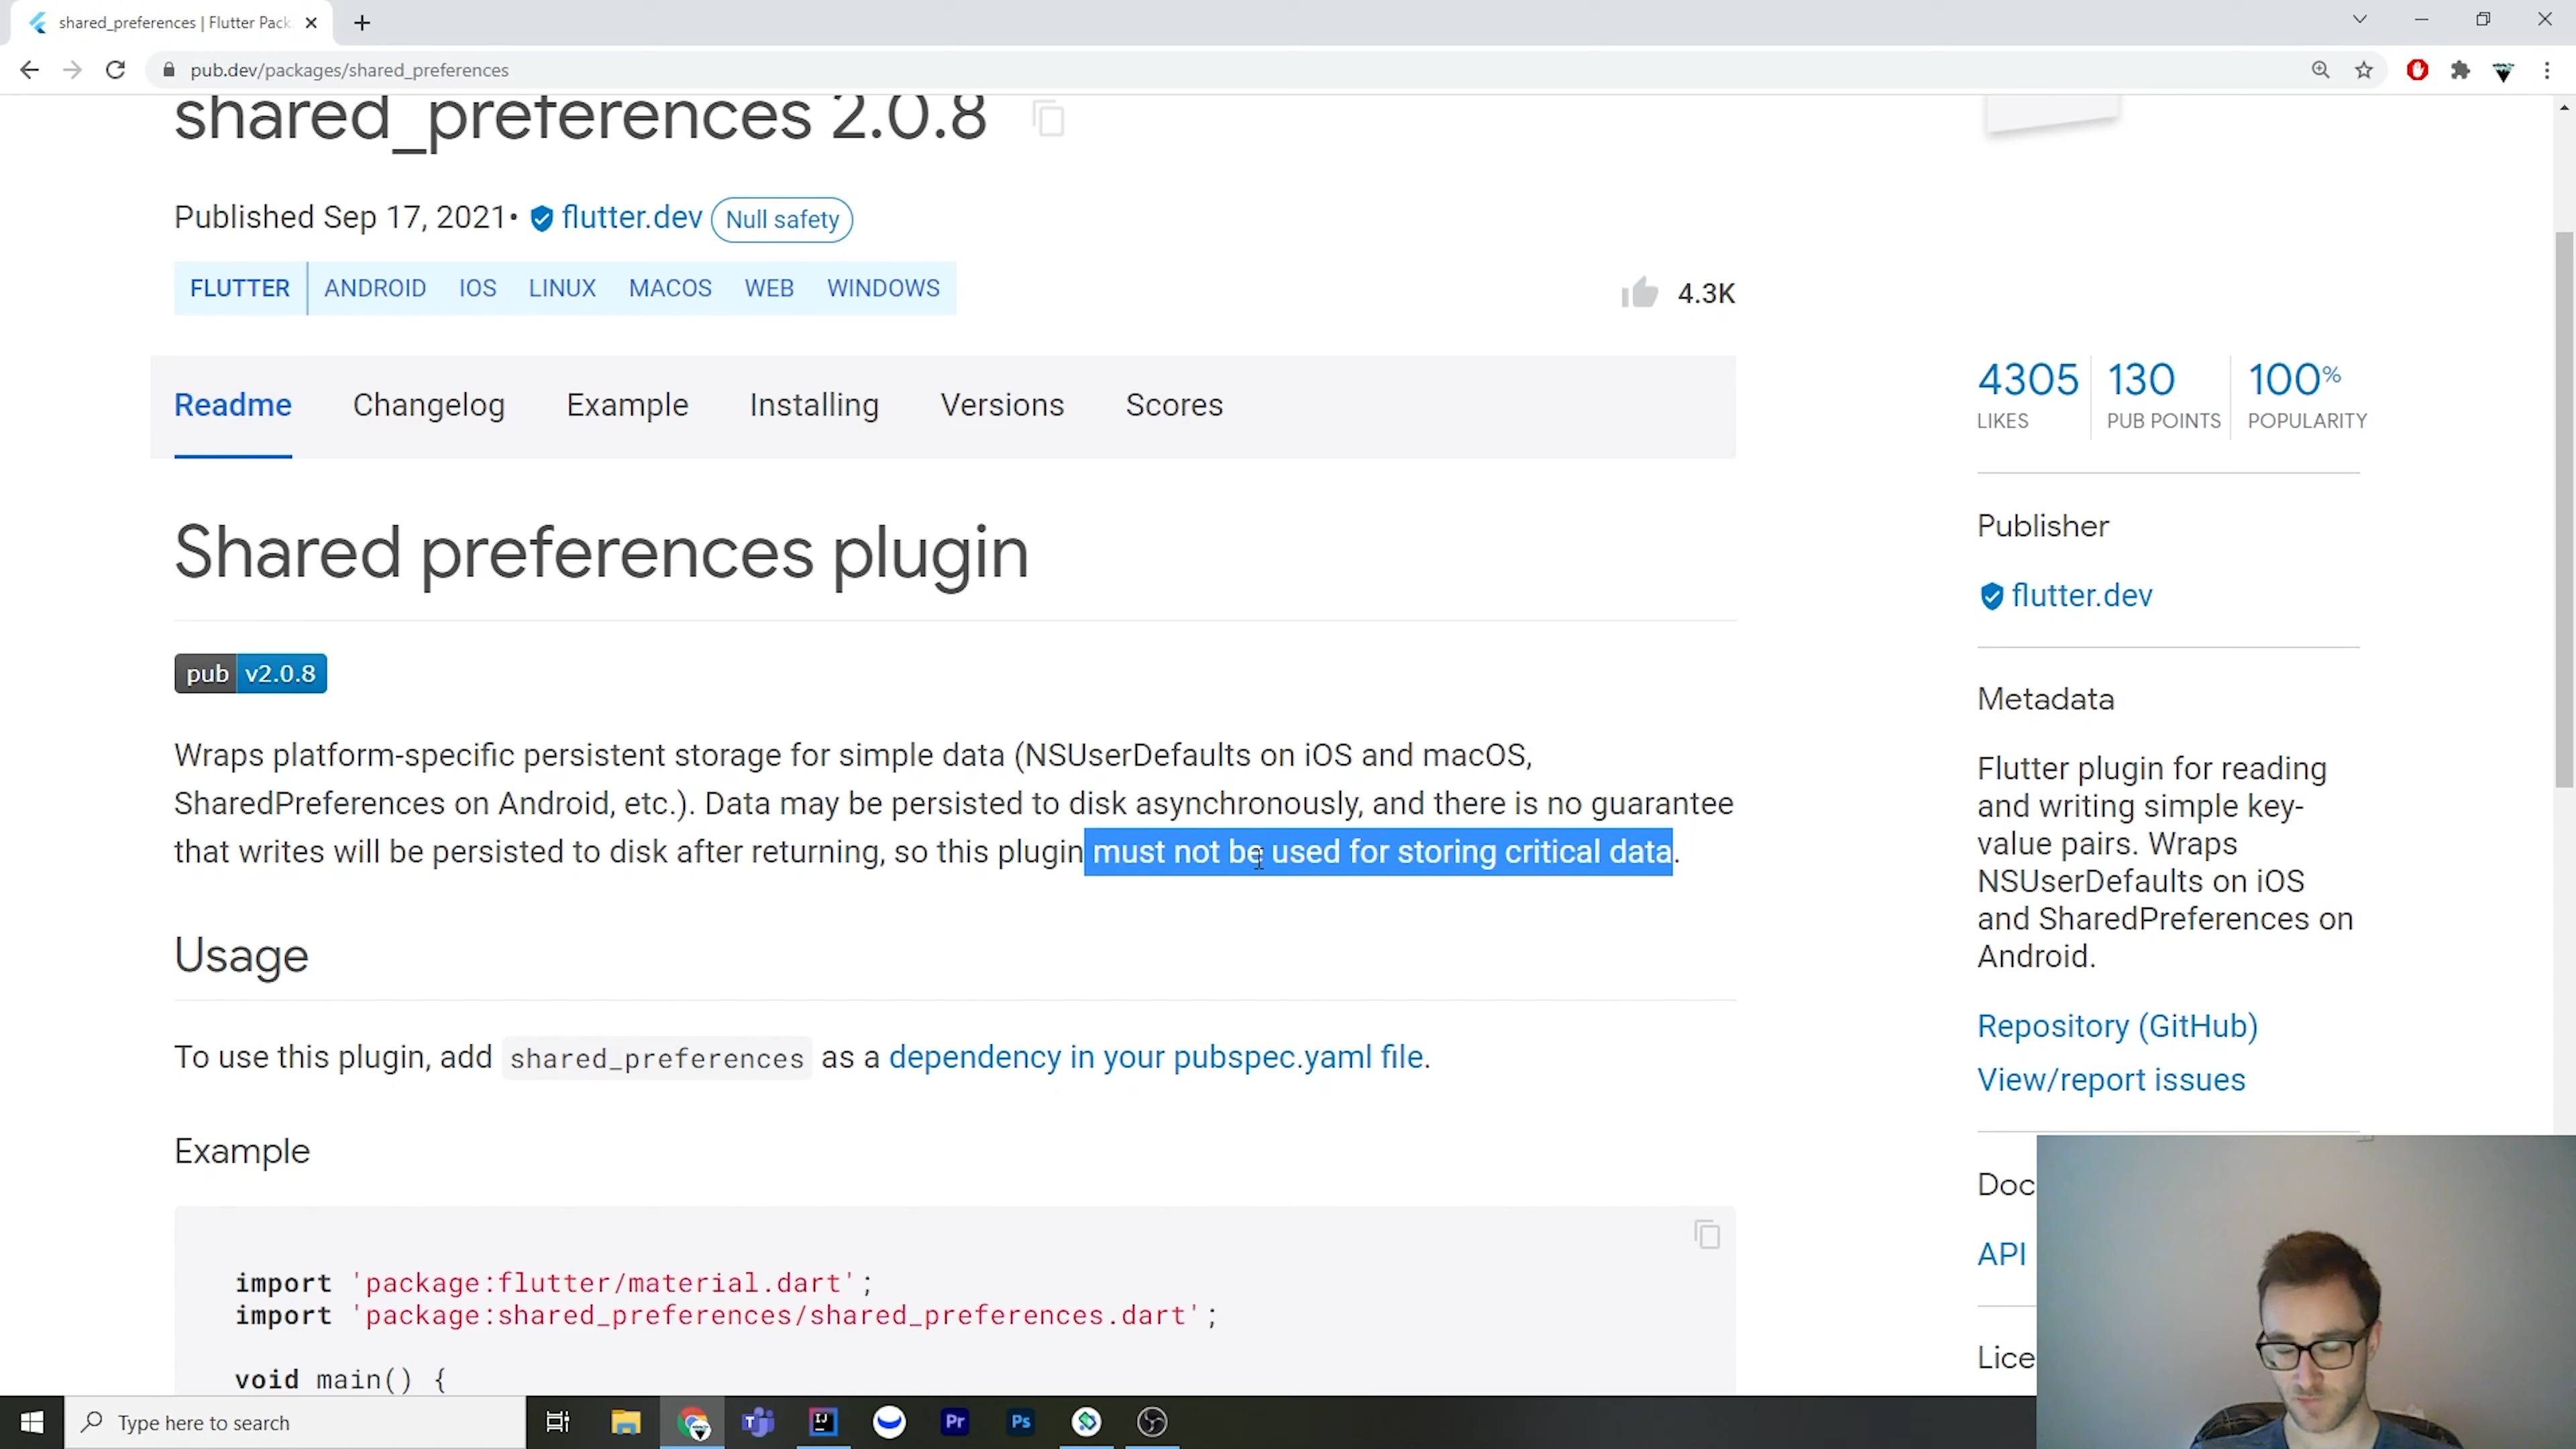 shared_preferences | Flutter Pack
pub.dev/packages/shared_preferences
shared_preferences 2.0.8
Published Sep 17, 2021 • flutter.dev Null safety
FLUTTER ANDROID IOS LINUX MACOS WEB WINDOWS
4.3K
Readme Changelog Example Installing Versions Scores
Shared preferences plugin
pub v2.0.8
Wraps platform-specific persistent storage for simple data (NSUserDefaults on iOS and macOS,
SharedPreferences on Android, etc.). Data may be persisted to disk asynchronously, and there is no guarantee
that writes will be persisted to disk after returning, so this plugin must not be used for storing critical data.
Usage
To use this plugin, add shared_preferences as a dependency in your pubspec.yaml file.
Example
import 'package:flutter/material.dart';
import 'package:shared_preferences/shared_preferences.dart';
void main() {
4305 130 100%
LIKES PUB POINTS POPULARITY
Publisher
flutter.dev
Metadata
Flutter plugin for reading
and writing simple key-
value pairs. Wraps
NSUserDefaults on iOS
and SharedPreferences on
Android.
Repository (GitHub)
View/report issues
Doc
API
Lice
Type here to search
T
IJ
Pr
Ps